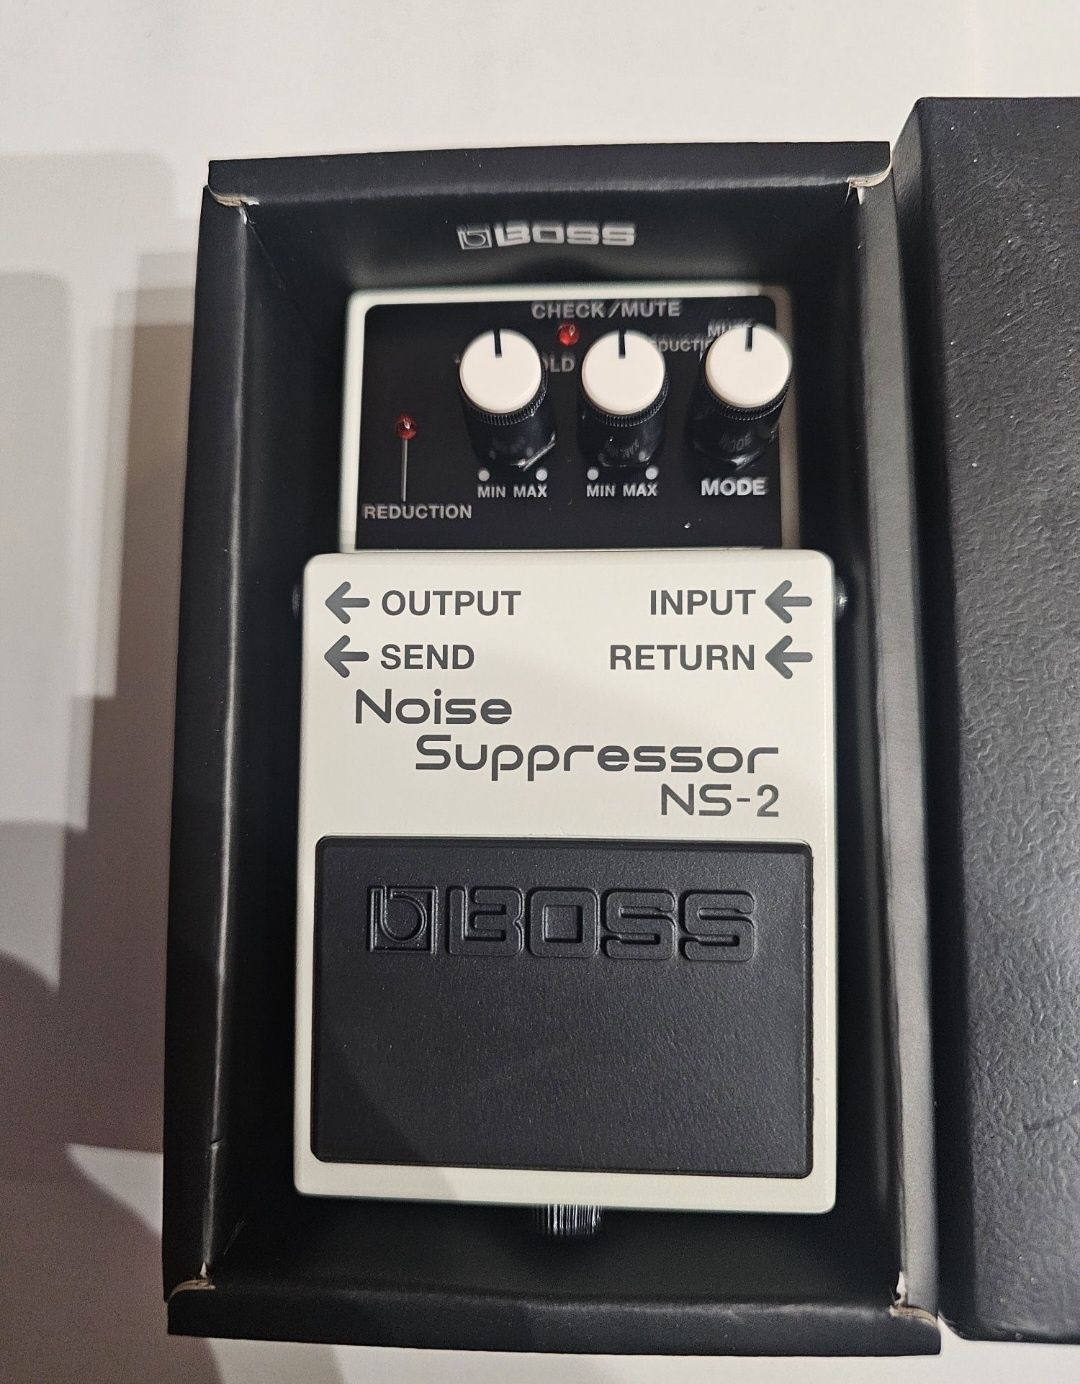 BOSS
CHECK/MUTE
MIN MAX MIN MAX MODE
REDUCTION
← OUTPUT INPUT ←
← SEND RETURN ←
Noise
Suppressor
NS-2
BOSS